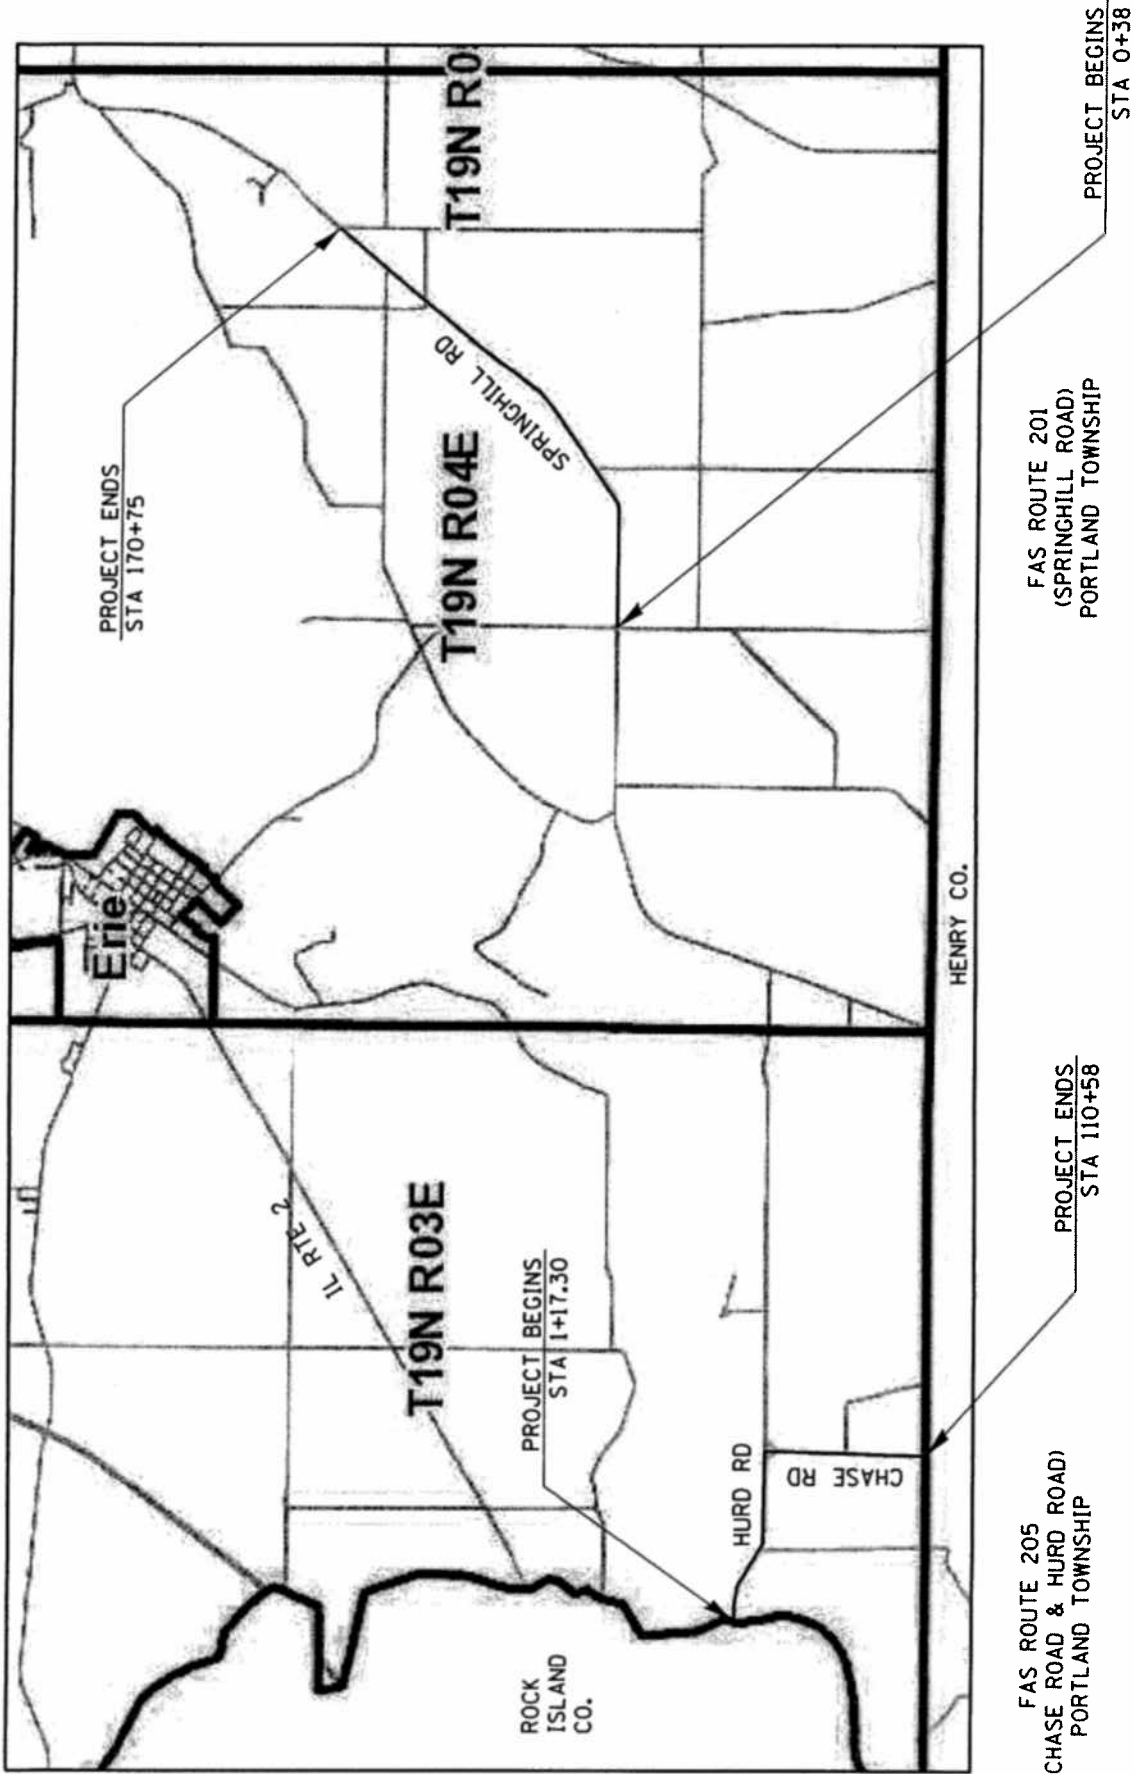 PROJECT ENDS
STA 170+75
Erie
IL RTE 2
SPRINGHILL RD
T19N R03E
T19N R04E
T19N R0
PROJECT BEGINS
STA 1+17.30
ROCK
ISLAND
CO.
HURD RD
CHASE RD
HENRY CO.
PROJECT ENDS
STA 110+58
PROJECT BEGINS
STA 0+38
FAS ROUTE 205
CHASE ROAD & HURD ROAD)
PORTLAND TOWNSHIP
FAS ROUTE 201
(SPRINGHILL ROAD)
PORTLAND TOWNSHIP